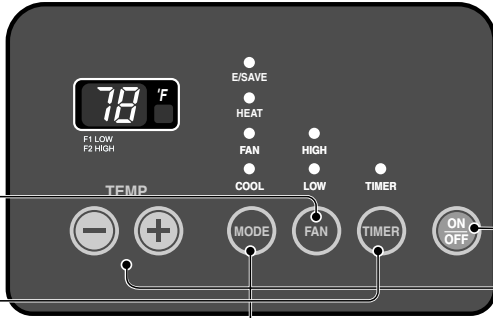 E/SAVE
78 °F
HEAT
F1 LOW
F2 HIGH
FAN HIGH
TEMP
COOL LOW TIMER
− +
MODE FAN TIMER ON
OFF